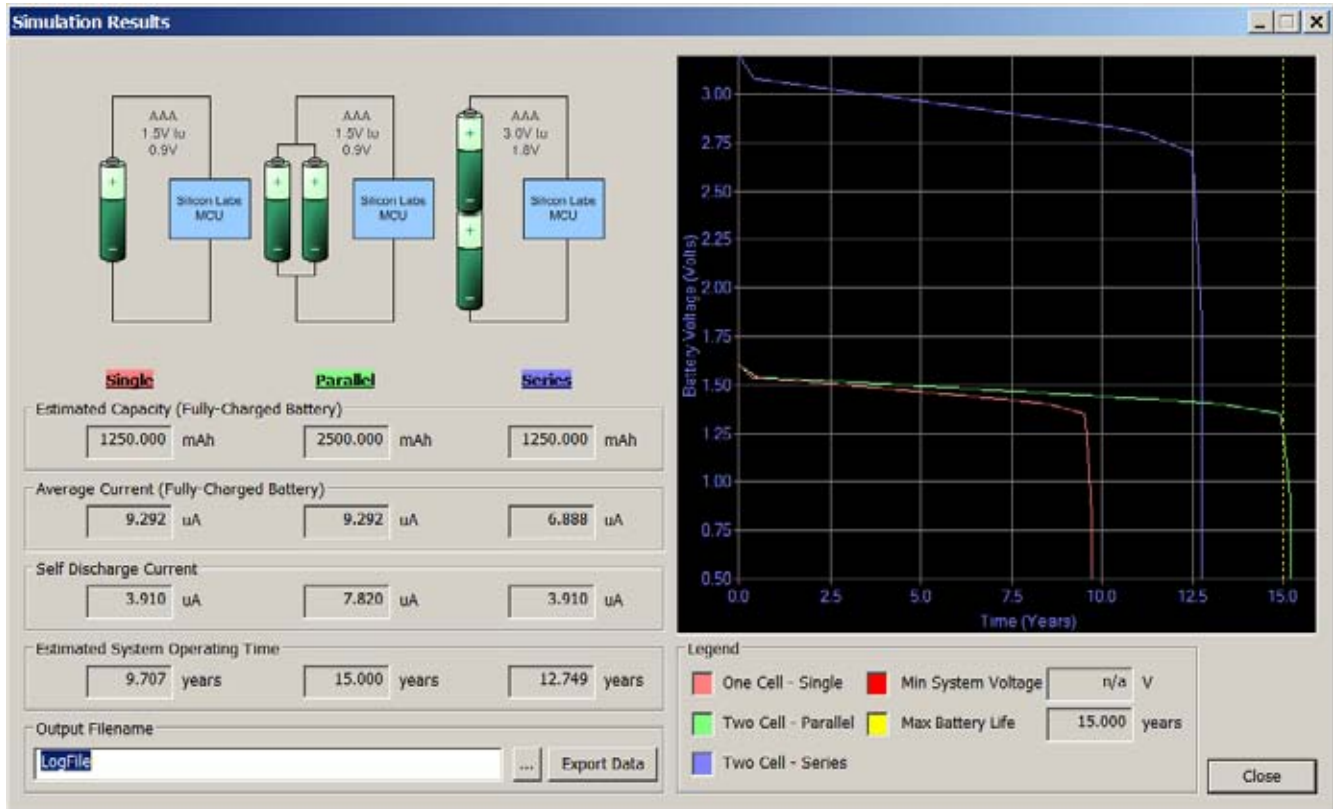 Simulation Results
AAA
1.5V to
0.9V
Silicon Labs
MCU
AAA
1.5V to
0.9V
Silicon Labs
MCU
AAA
3.0V to
1.8V
Silicon Labs
MCU
Single
Parallel
Series
Estimated Capacity (Fully-Charged Battery)
1250.000 mAh
2500.000 mAh
1250.000 mAh
Average Current (Fully-Charged Battery)
9.292 uA
9.292 uA
6.888 uA
Self Discharge Current
3.910 uA
7.820 uA
3.910 uA
Estimated System Operating Time
9.707 years
15.000 years
12.749 years
Output Filename
LogFile
...
Export Data
Battery Voltage (Volts)
3.00
2.75
2.50
2.25
2.00
1.75
1.50
1.25
1.00
0.75
0.50
0.0
2.5
5.0
7.5
10.0
12.5
15.0
Time (Years)
Legend
One Cell - Single
Min System Voltage
n/a V
Two Cell - Parallel
Max Battery Life
15.000 years
Two Cell - Series
Close